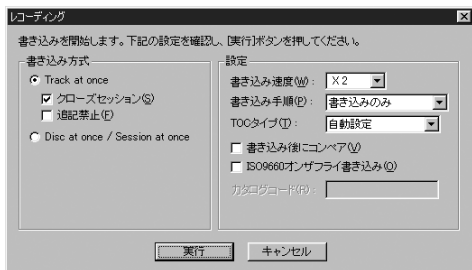 レコーディング
書き込みを開始します。下記の設定を確認し、[実行]ボタンを押してください。
書き込み方式
Track at once
クローズセッション(S)
追記禁止(F)
Disc at once / Session at once
設定
書き込み速度(W): ×2
書き込み手順(P): 書き込みのみ
TOCタイプ(T): 自動設定
書き込み後にコンペア(V)
ISO9660オンザフライ書き込み(O)
カタログコード(R):
実行
キャンセル